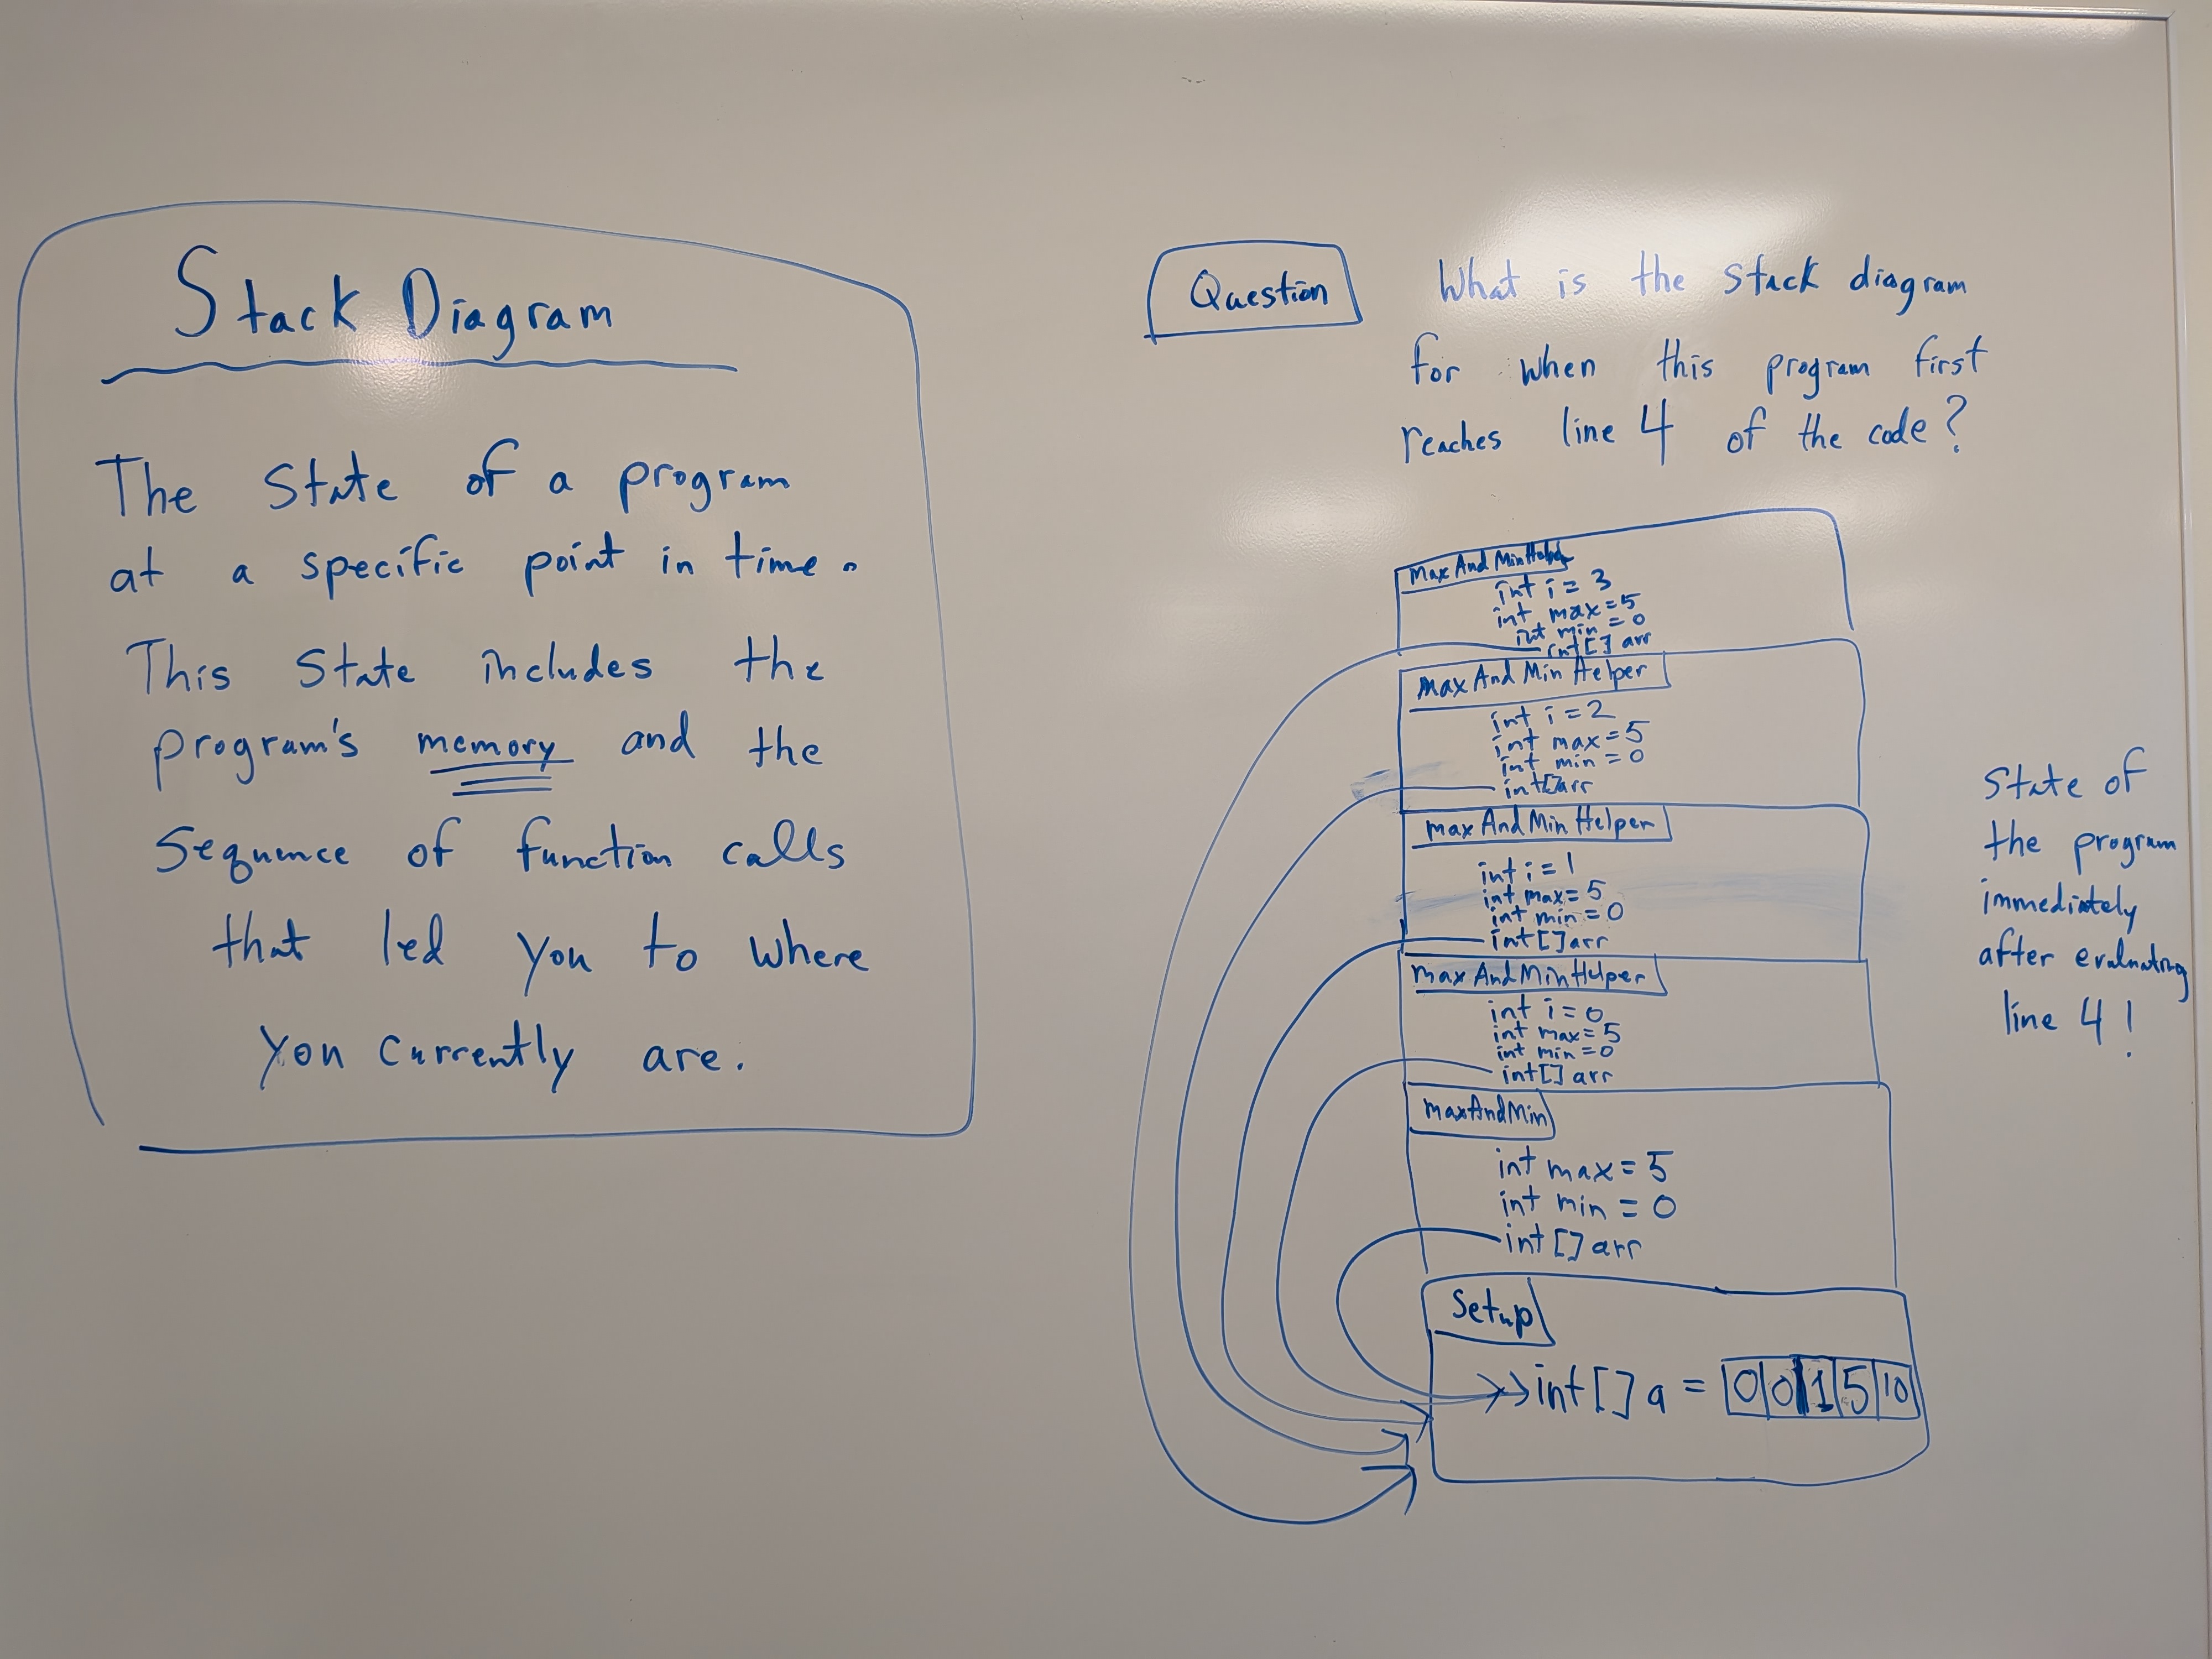 Stack Diagram
The State of a program
at a specific point in time.
This State includes the
program's memory and the
Sequence of function calls
that led you to where
you currently are.
Question
What is the stack diagram
for when this program first
reaches line 4 of the code?
maxAndMinHelper
int i = 3
int max = 5
int min = 0
int[] arr
maxAndMinHelper
int i = 2
int max = 5
int min = 0
int[] arr
maxAndMinHelper
int i = 1
int max = 5
int min = 0
int[] arr
maxAndMinHelper
int i = 0
int max = 5
int min = 0
int[] arr
maxAndMin
int max = 5
int min = 0
int[] arr
Setup
int[] a = 0 0 1 5 10
State of
the program
immediately
after evaluating
line 4!